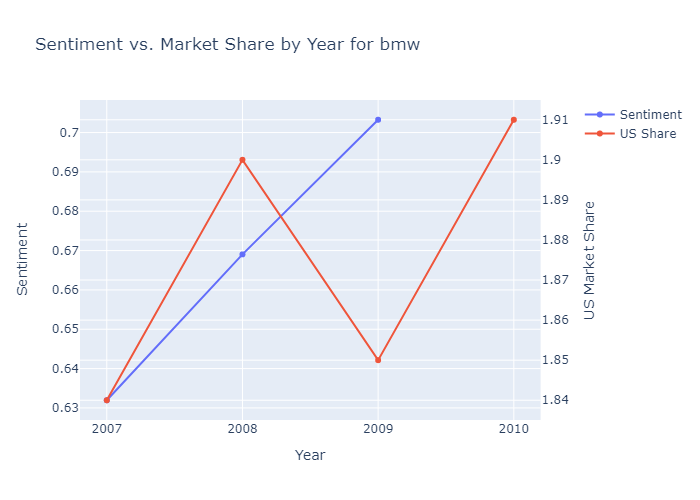 Sentiment vs. Market Share by Year for bmw
Sentiment
US Share
0.7
0.69
0.68
0.67
0.66
0.65
0.64
0.63
Sentiment
1.91
1.9
1.89
1.88
1.87
1.86
1.85
1.84
US Market Share
2007 2008 2009 2010
Year